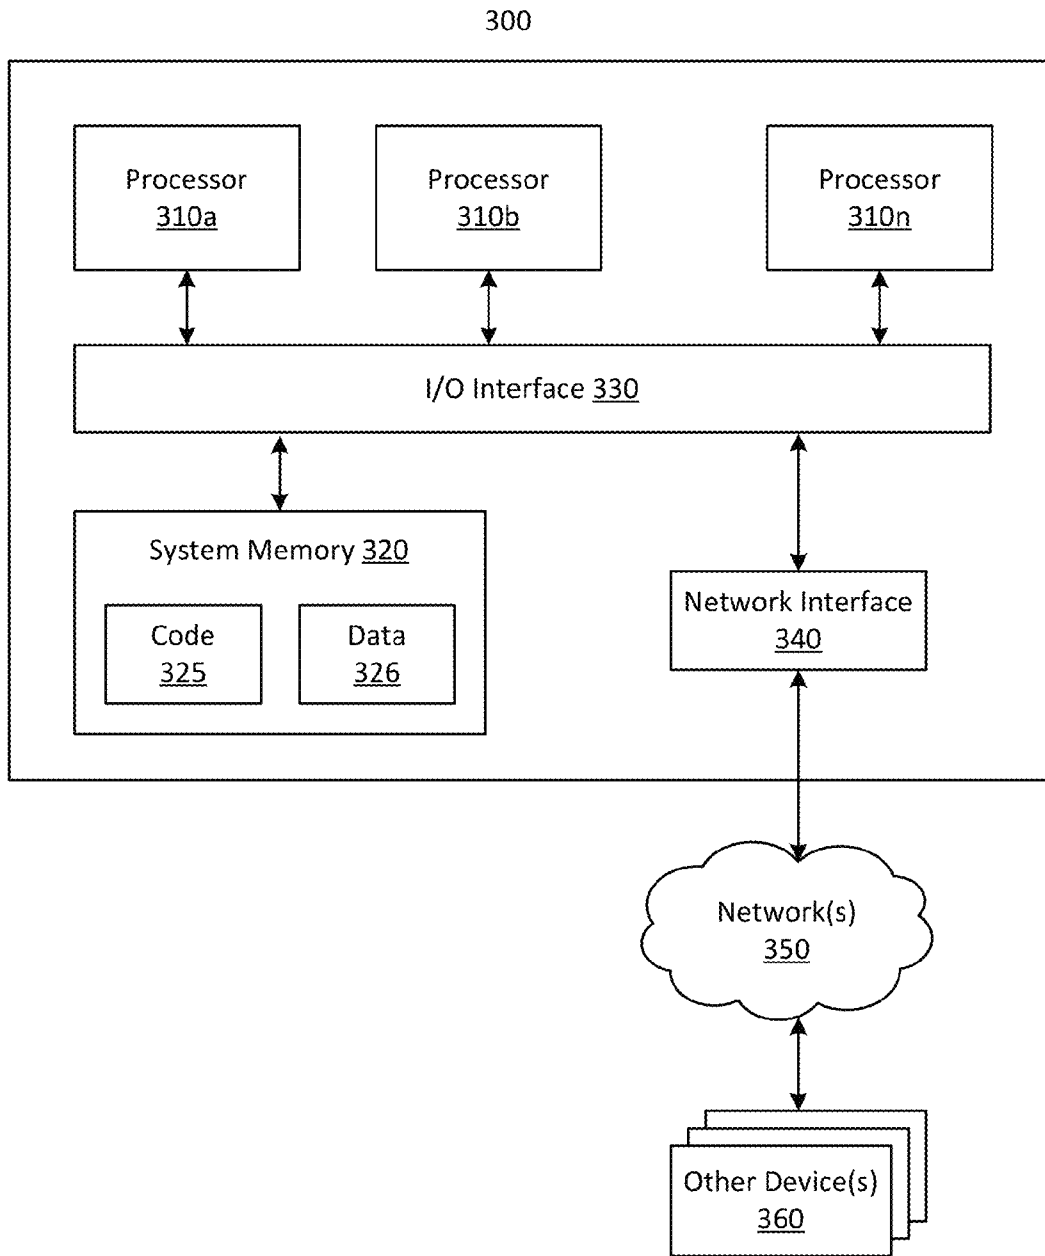 300
Processor
310a
Processor
310b
Processor
310n
I/O Interface 330
System Memory 320
Code
325
Data
326
Network Interface
340
Network(s)
350
Other Device(s)
360